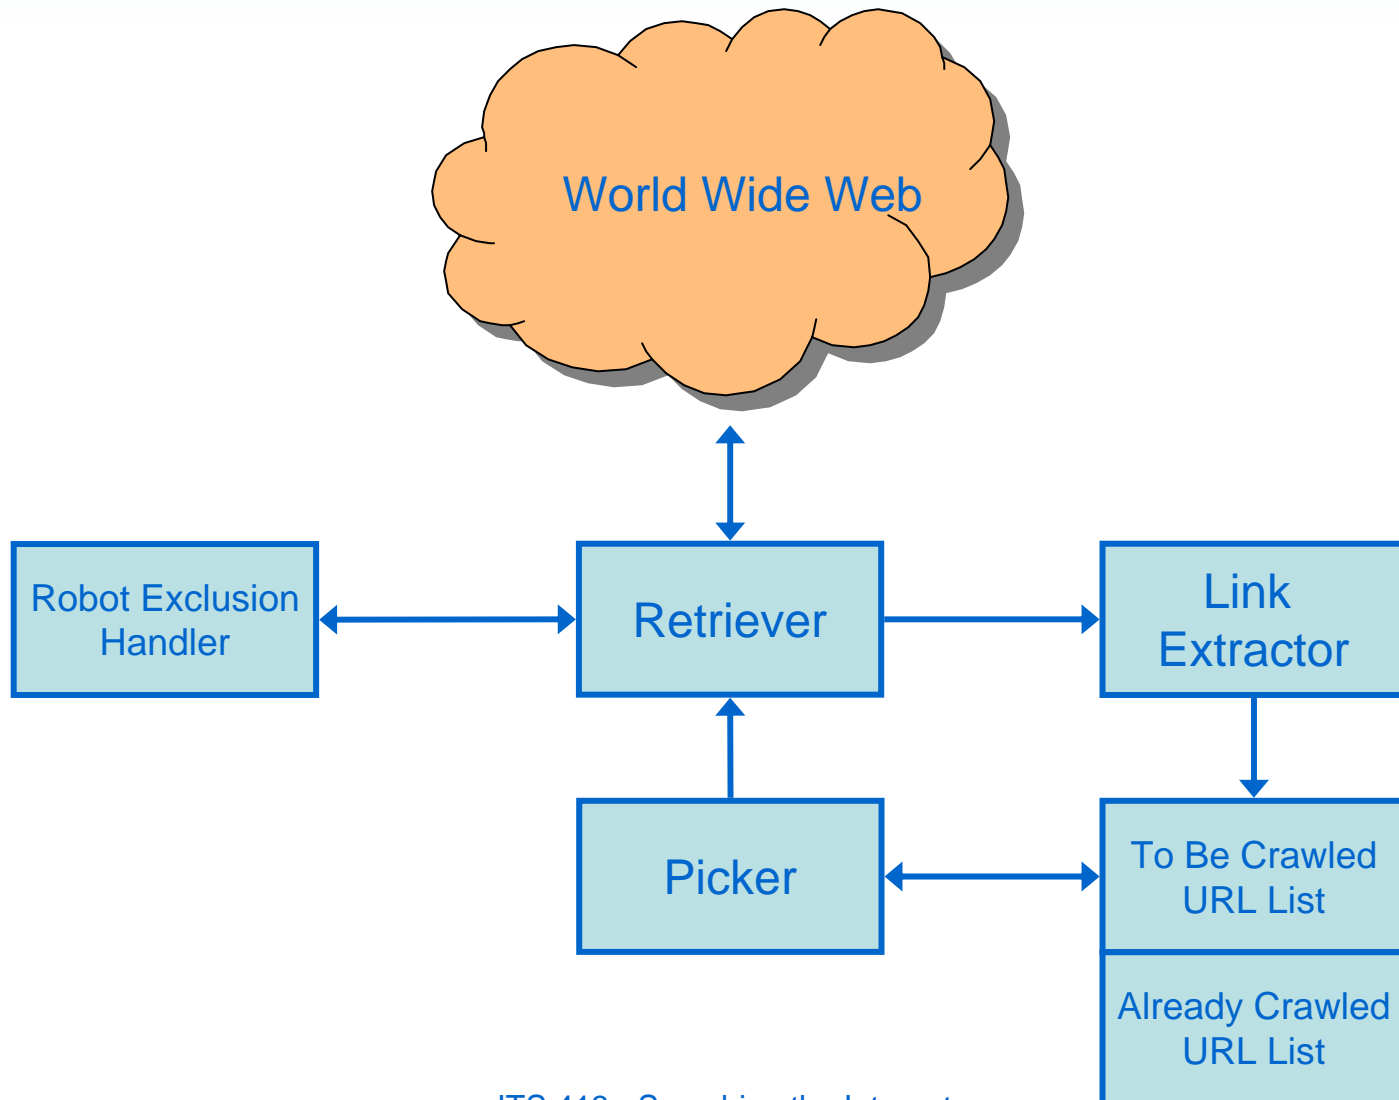 World Wide Web
Robot Exclusion
Handler
Retriever
Link
Extractor
Picker
To Be Crawled
URL List
Already Crawled
URL List